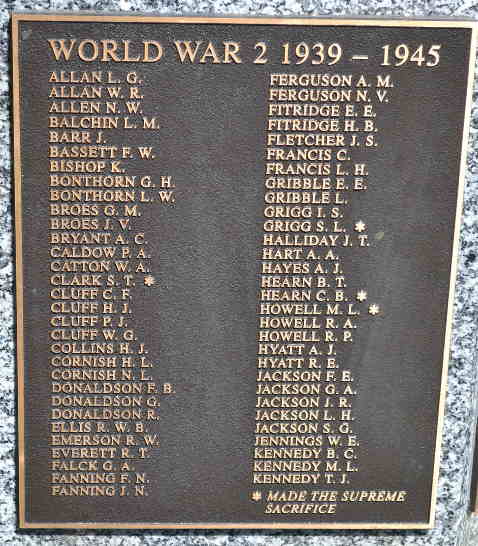 WORLD WAR 2 1939 – 1945
ALLAN L. G.
ALLAN W. R.
ALLEN N. W.
BALCHIN L. M.
BARR J.
BASSETT F. W.
BISHOP K.
BONTHORN G. H.
BONTHORN L. W.
BROES G. M.
BROES J. V.
BRYANT A. C.
CALDOW P. A.
CATTON W. A.
CLARK S. T. *
CLUFF C. F.
CLUFF H. J.
CLUFF P. J.
CLUFF W. G.
COLLINS H. J.
CORNISH H. L.
CORNISH N. L.
DONALDSON F. B.
DONALDSON G.
DONALDSON R.
ELLIS R. W. B.
EMERSON R. W.
EVERETT R. T.
FALCK G. A.
FANNING F. N.
FANNING J. N.
FERGUSON A. M.
FERGUSON N. V.
FITRIDGE E. E.
FITRIDGE H. B.
FLETCHER J. S.
FRANCIS C.
FRANCIS L. H.
GRIBBLE E. E.
GRIBBLE L.
GRIGG I. S.
GRIGG S. L. *
HALLIDAY J. T.
HART A. A.
HAYES A. J.
HEARN B. T.
HEARN C. B. *
HOWELL M. L. *
HOWELL R. A.
HOWELL R. P.
HYATT A. J.
HYATT R. E.
JACKSON F. E.
JACKSON G. A.
JACKSON J. R.
JACKSON L. H.
JACKSON S. G.
JENNINGS W. E.
KENNEDY B. C.
KENNEDY M. L.
KENNEDY T. J.
* MADE THE SUPREME
SACRIFICE